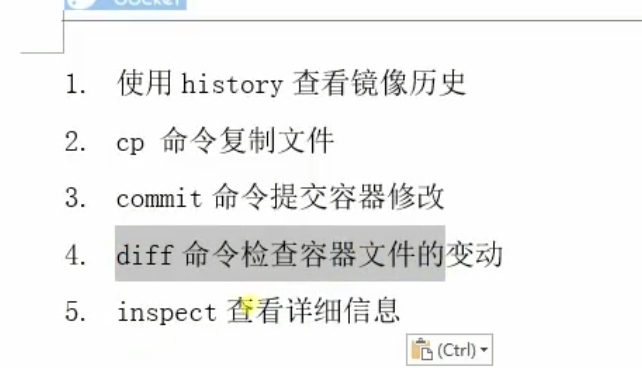 docker
1. 使用 history 查看镜像历史
2. cp 命令复制文件
3. commit 命令提交容器修改
4. diff 命令检查容器文件的变动
5. inspect 查看详细信息
(Ctrl)